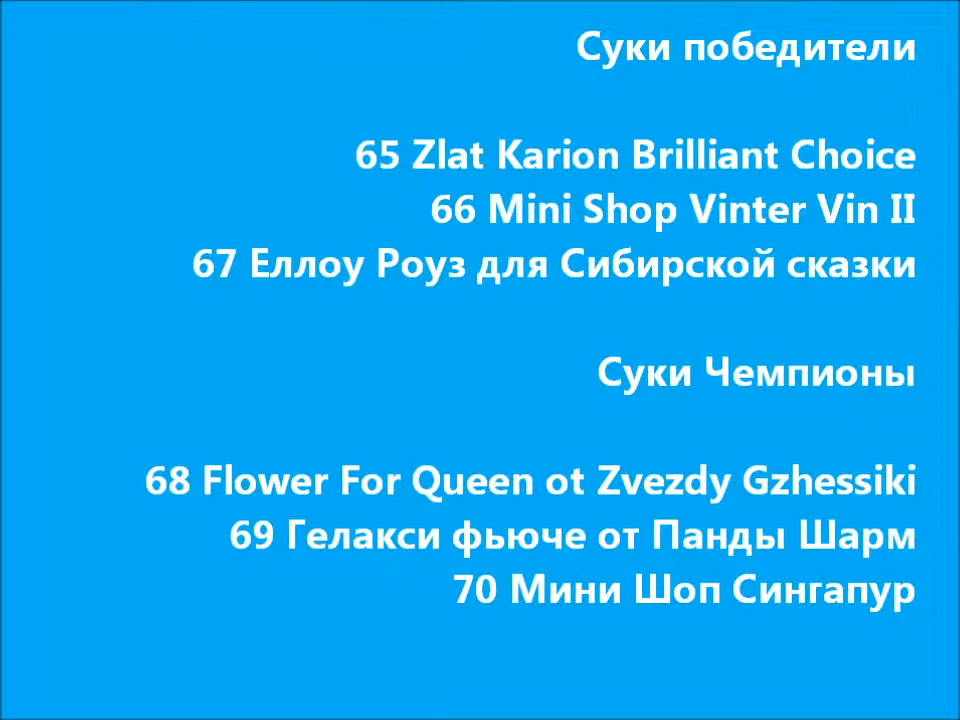 Суки победители
65 Zlat Karion Brilliant Choice
66 Mini Shop Vinter Vin II
67 Еллоу Роуз для Сибирской сказки
Суки Чемпионы
68 Flower For Queen ot Zvezdy Gzhessiki
69 Гелакси фьюче от Панды Шарм
70 Мини Шоп Сингапур